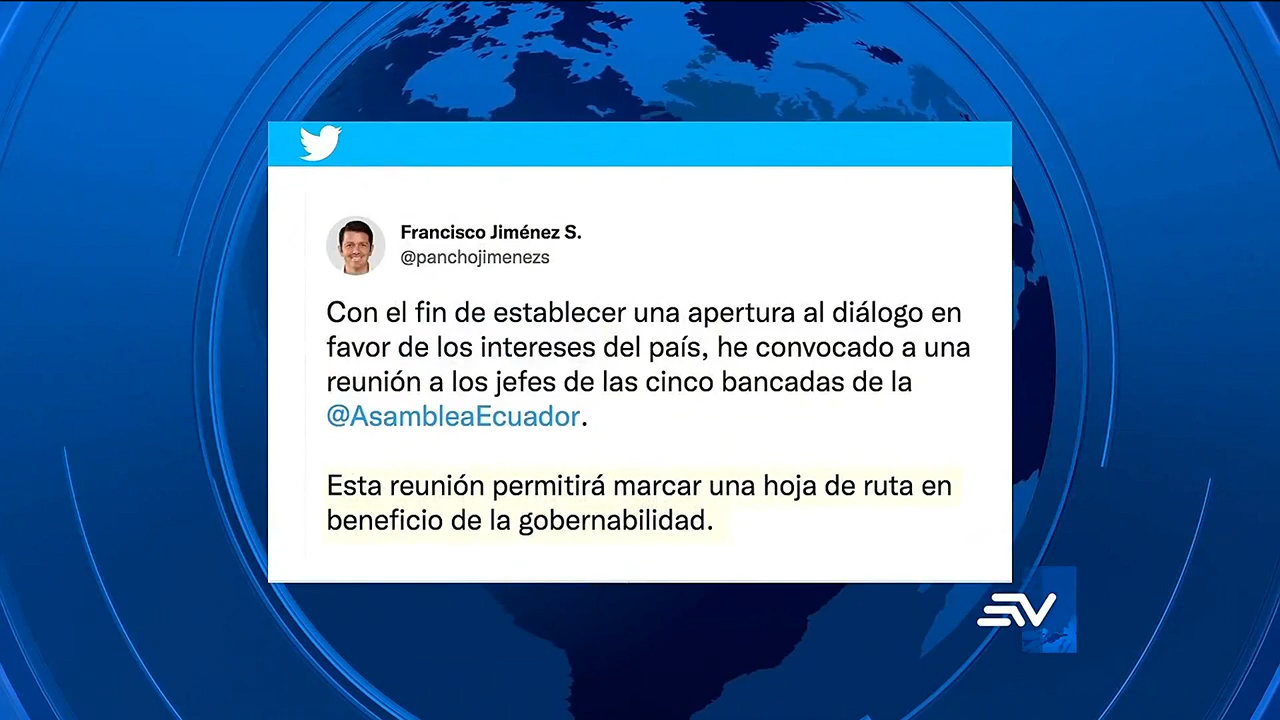 Francisco Jiménez S.
@panchojimenezs
Con el fin de establecer una apertura al diálogo en
favor de los intereses del país, he convocado a una
reunión a los jefes de las cinco bancadas de la
@AsambleaEcuador.
Esta reunión permitirá marcar una hoja de ruta en
beneficio de la gobernabilidad.
EV